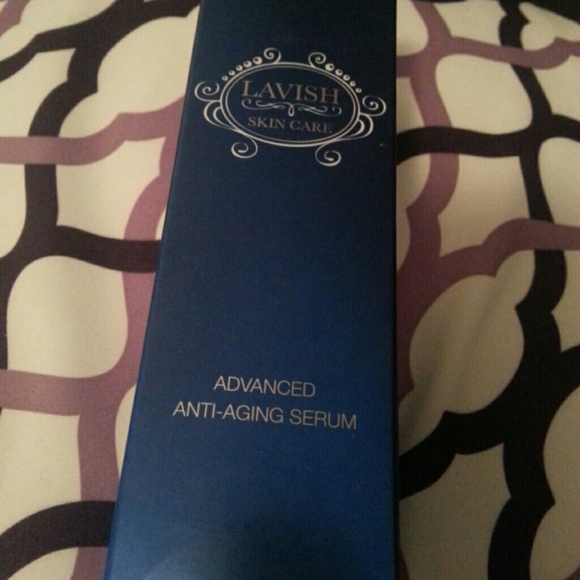 LAVISH
SKIN CARE
ADVANCED
ANTI-AGING SERUM